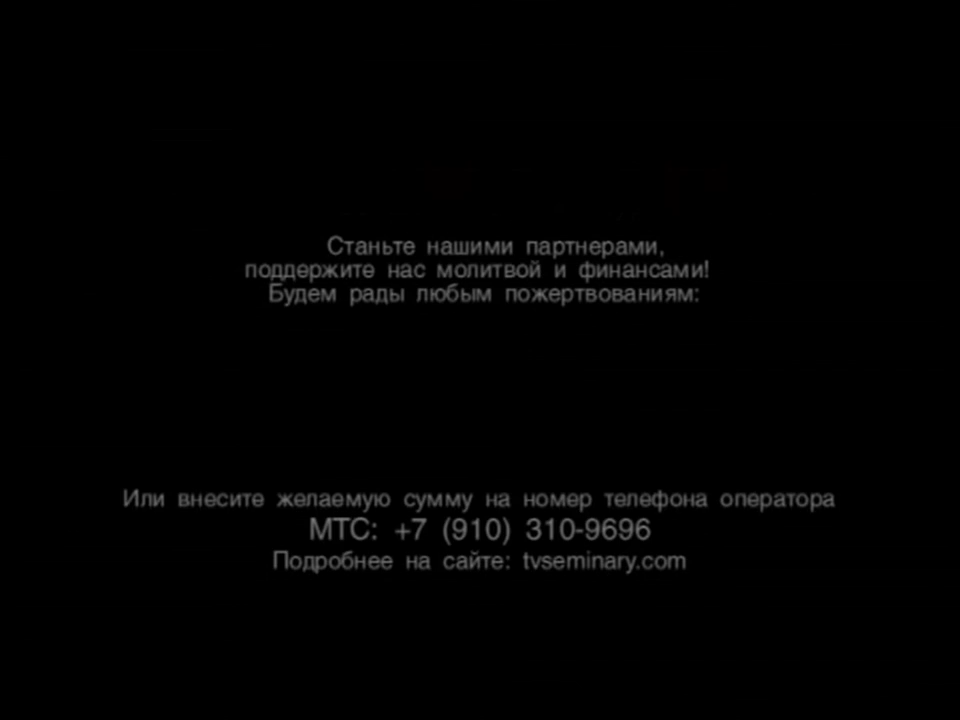 Станьте нашими партнерами,
поддержите нас молитвой и финансами!
Будем рады любым пожертвованиям:
Или внесите желаемую сумму на номер телефона оператора
МТС: +7 (910) 310-9696
Подробнее на сайте: tvseminary.com